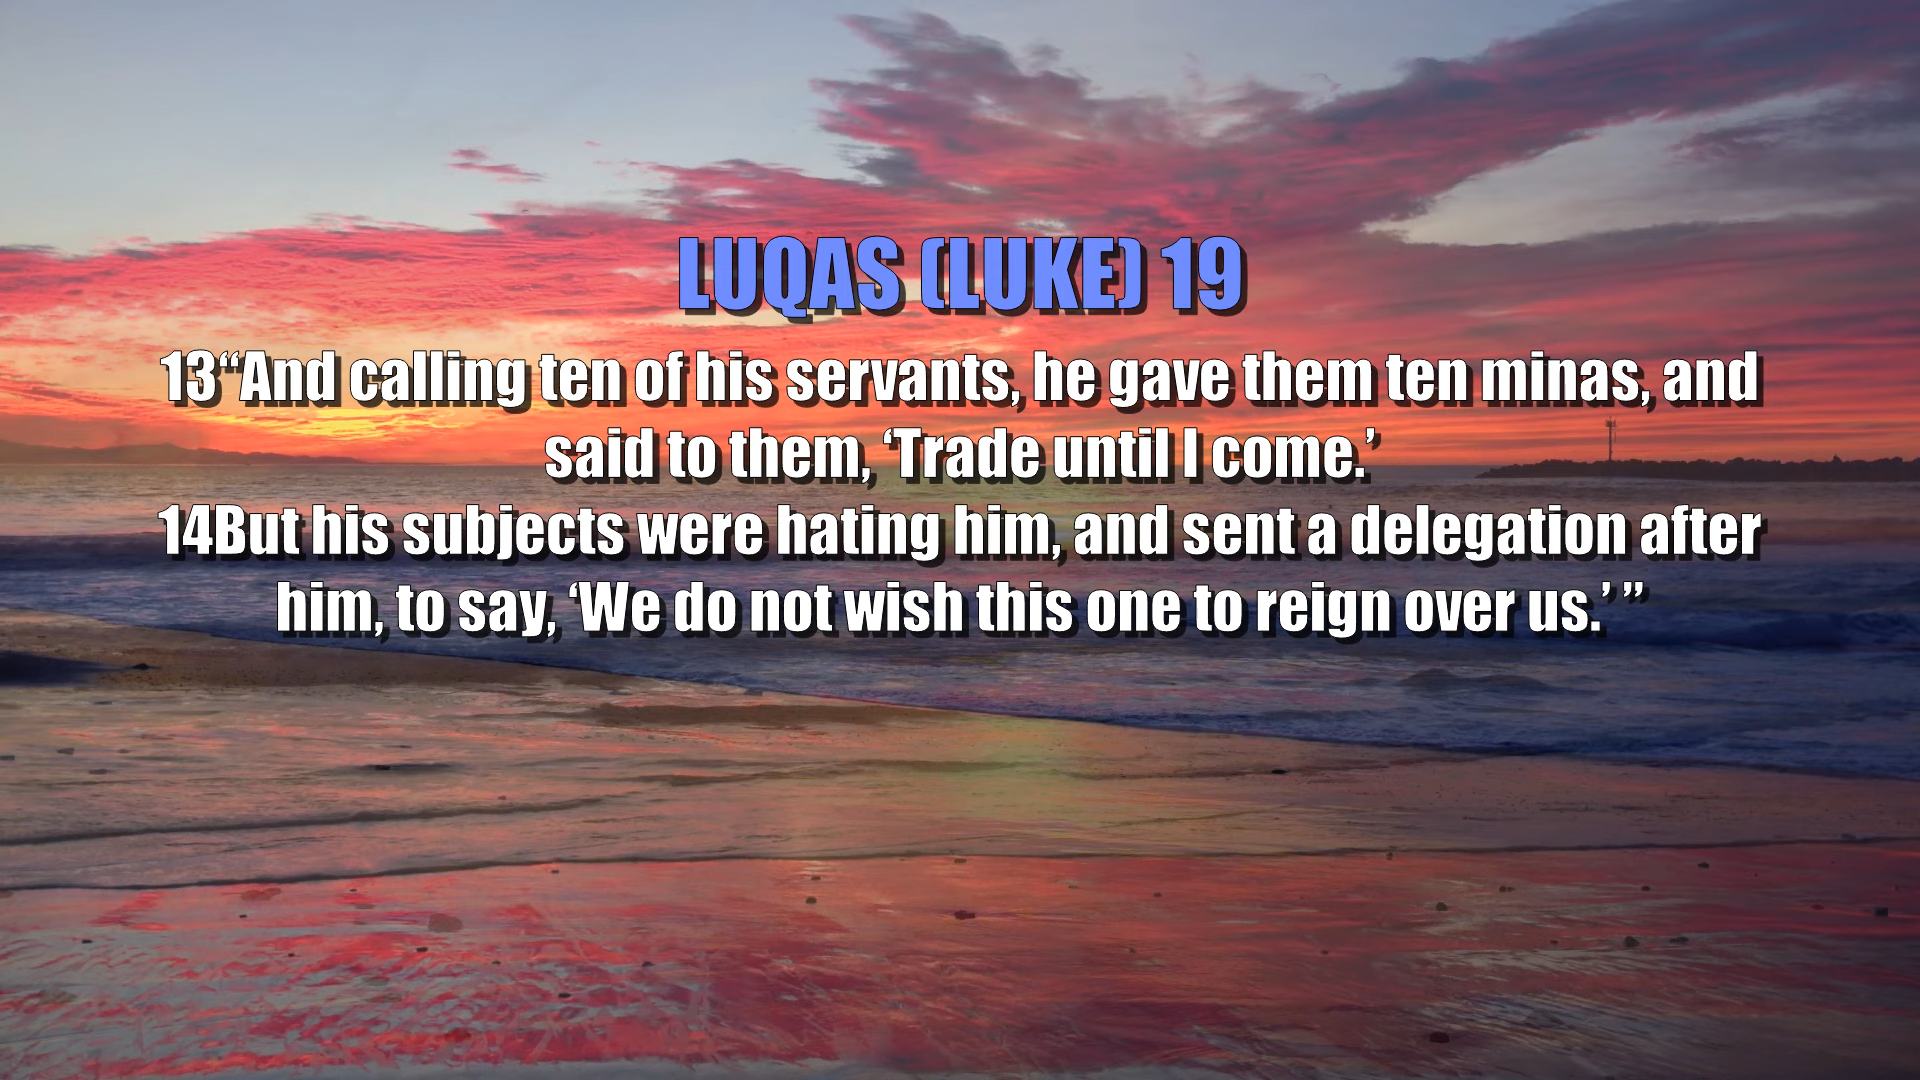 LUQAS (LUKE) 19
13“And calling ten of his servants, he gave them ten minas, and
said to them, ‘Trade until I come.’
14But his subjects were hating him, and sent a delegation after
him, to say, ‘We do not wish this one to reign over us.’ ”